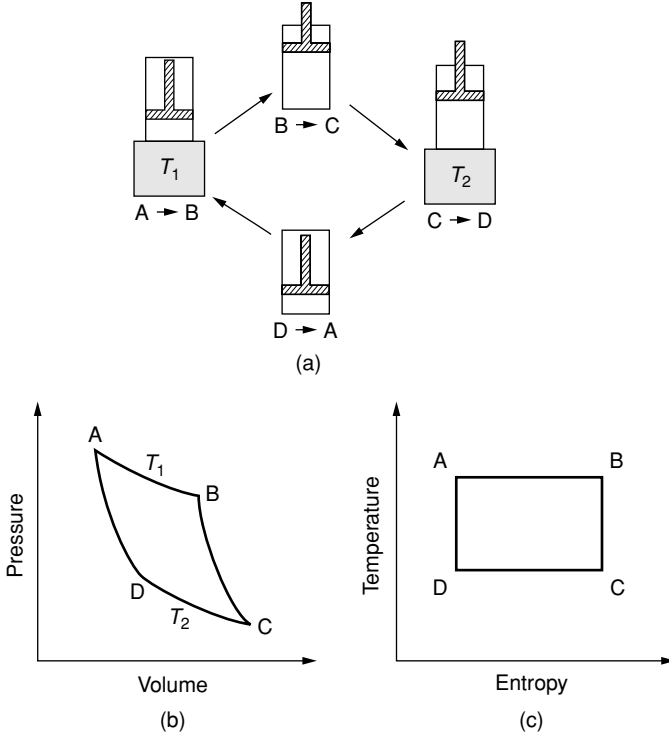 B → C
T1
A → B
T2
C → D
D → A
(a)
A
T1
B
D
T2
C
Pressure
Volume
(b)
A
B
D
C
Temperature
Entropy
(c)